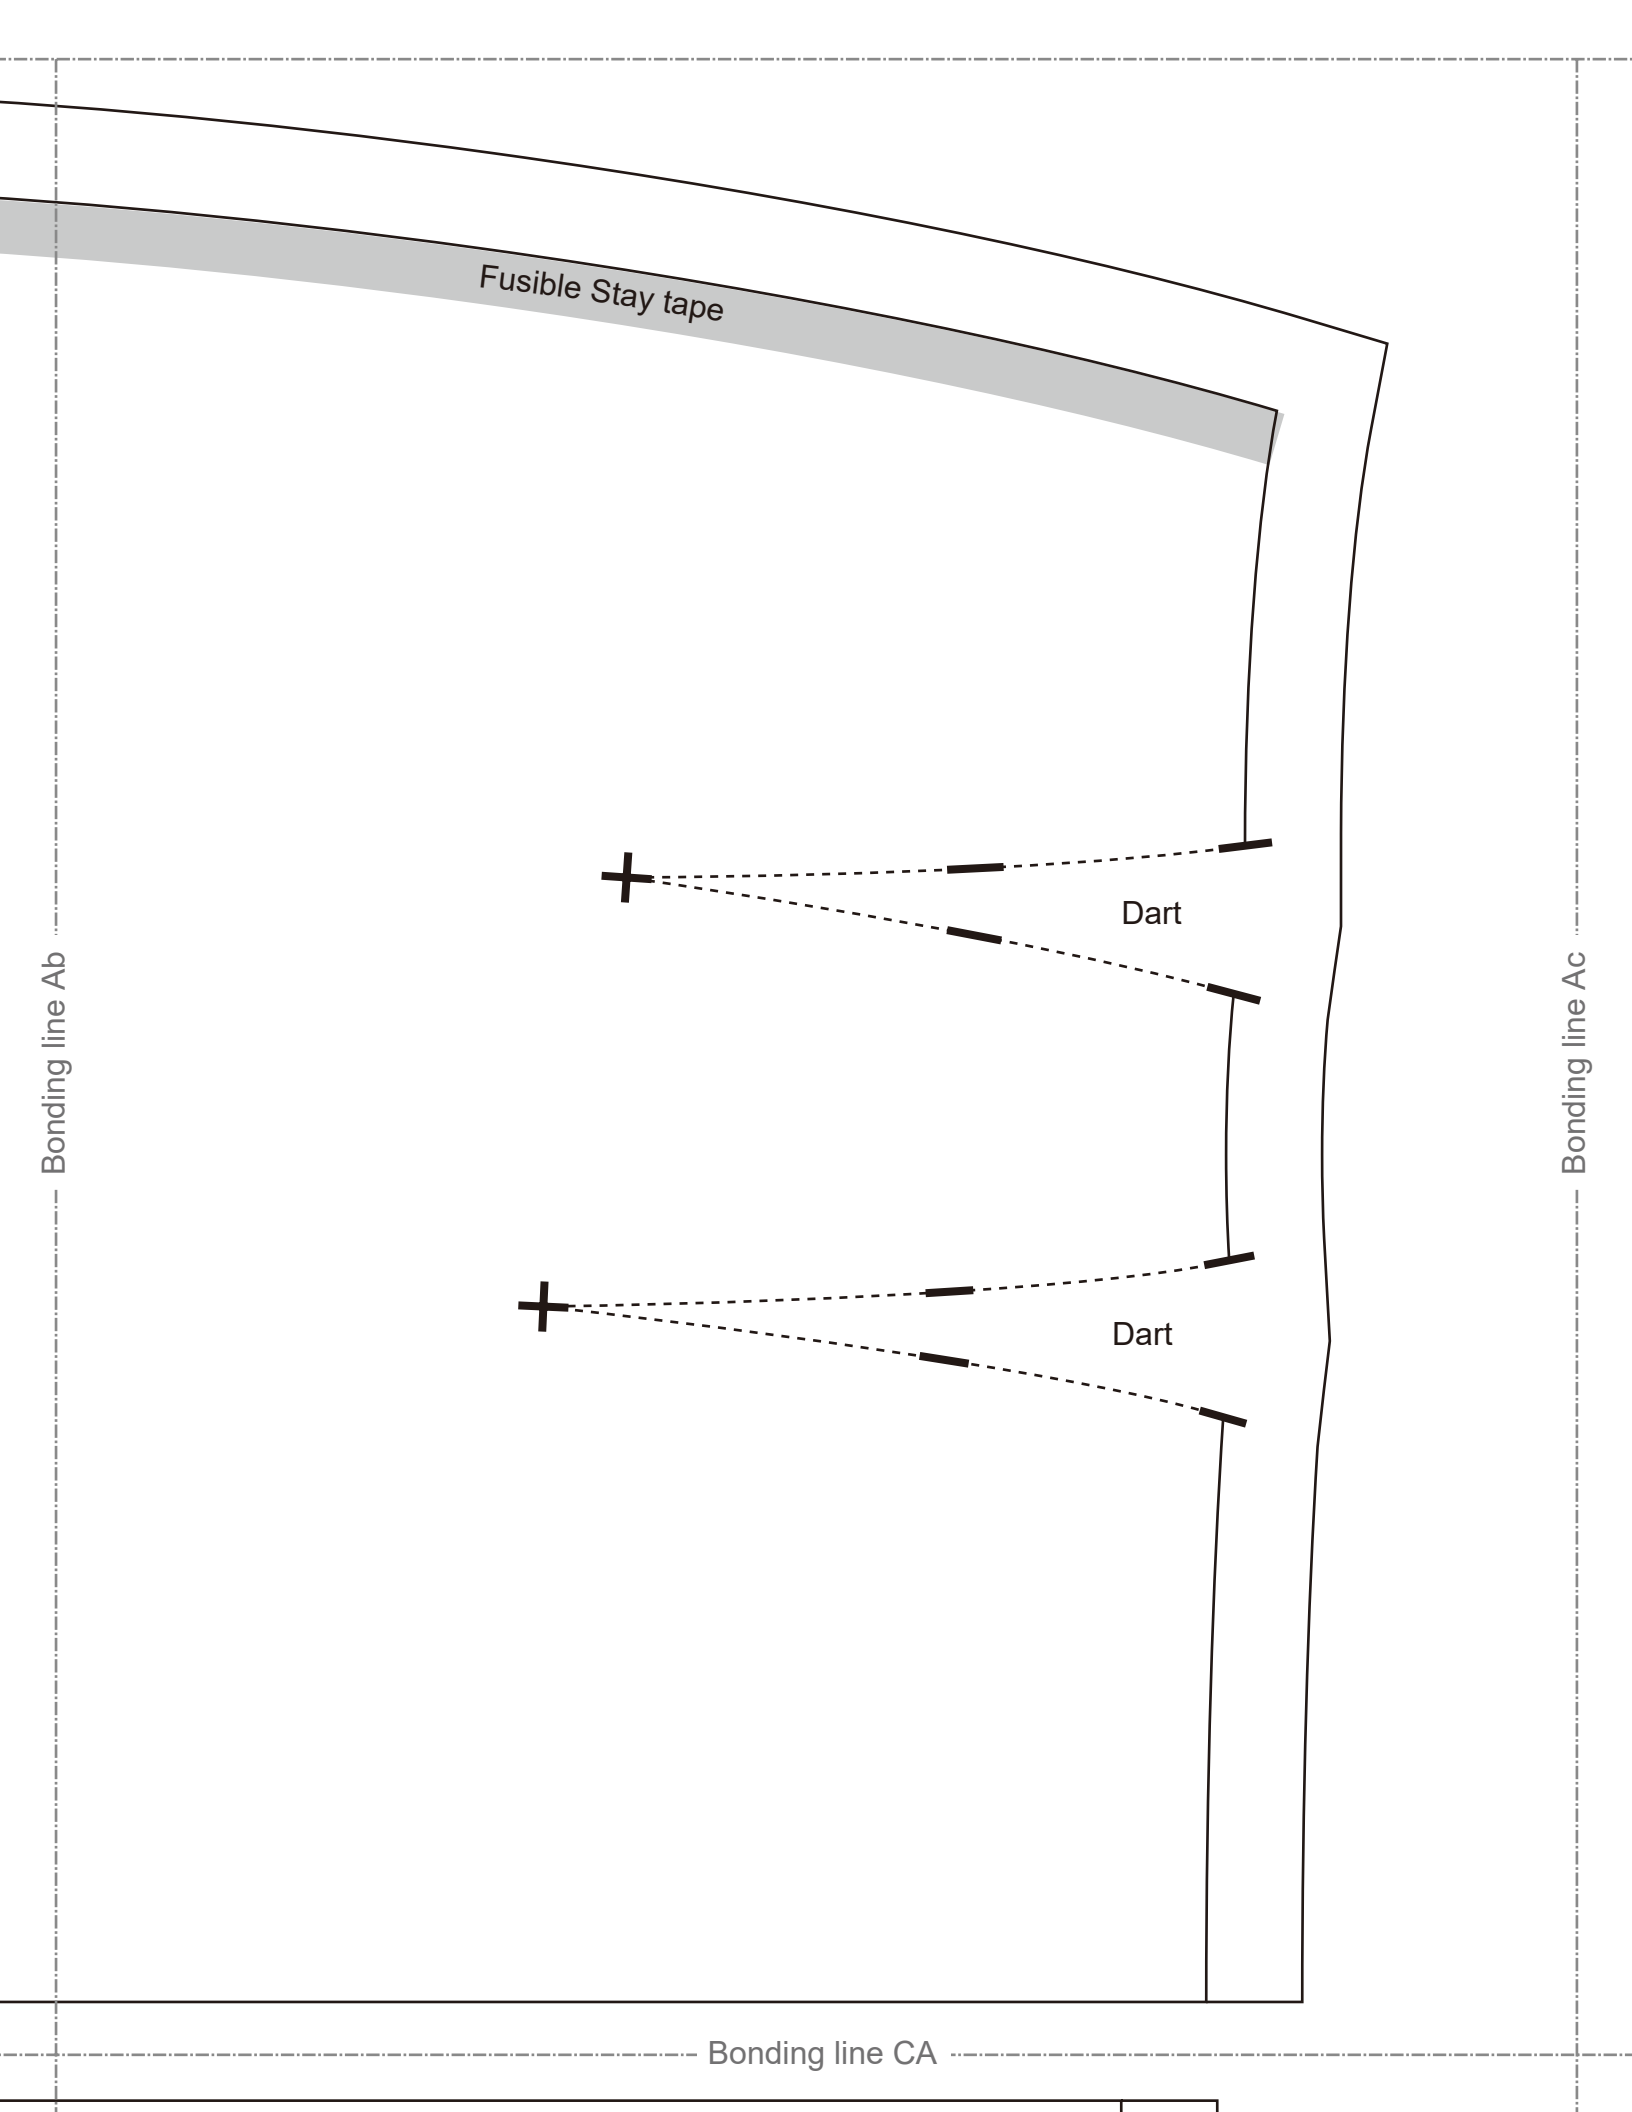 Fusible Stay tape
Dart
Bonding line Ab
Bonding line Ac
Dart
Bonding line CA